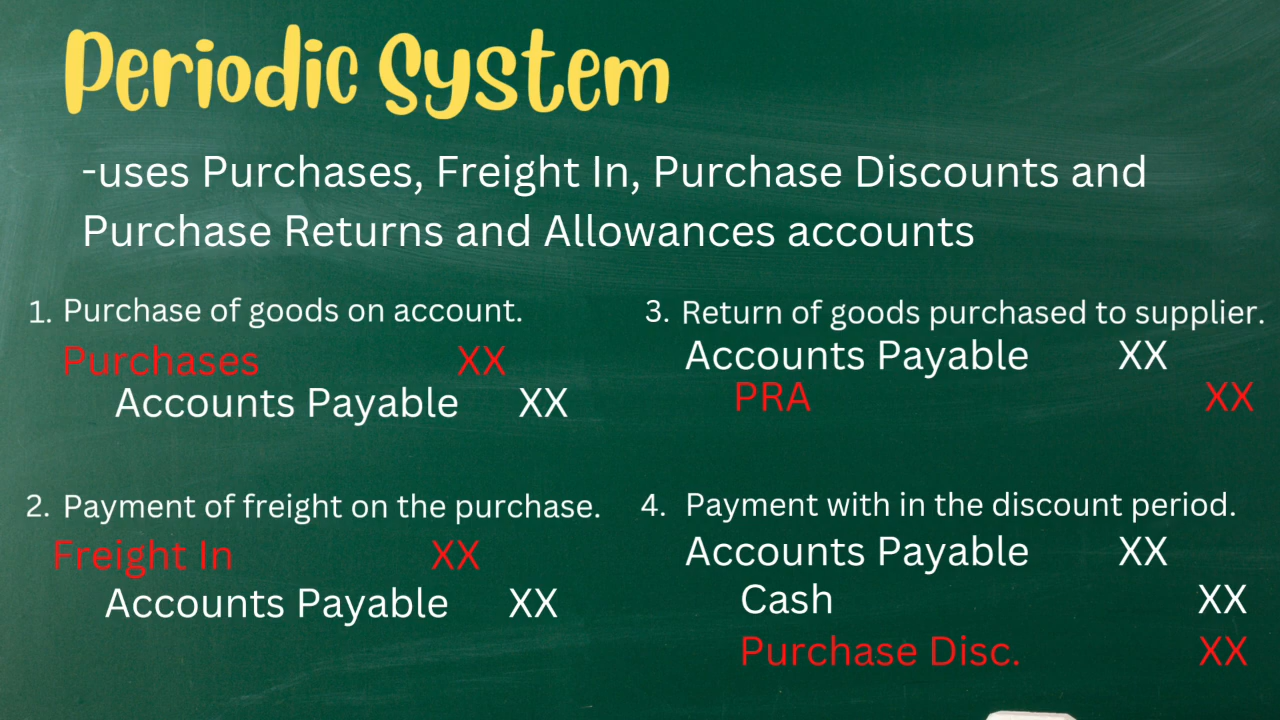 Periodic System
-uses Purchases, Freight In, Purchase Discounts and
Purchase Returns and Allowances accounts
1. Purchase of goods on account.
Purchases XX
Accounts Payable XX
2. Payment of freight on the purchase.
Freight In XX
Accounts Payable XX
3. Return of goods purchased to supplier.
Accounts Payable XX
PRA XX
4. Payment with in the discount period.
Accounts Payable XX
Cash XX
Purchase Disc. XX